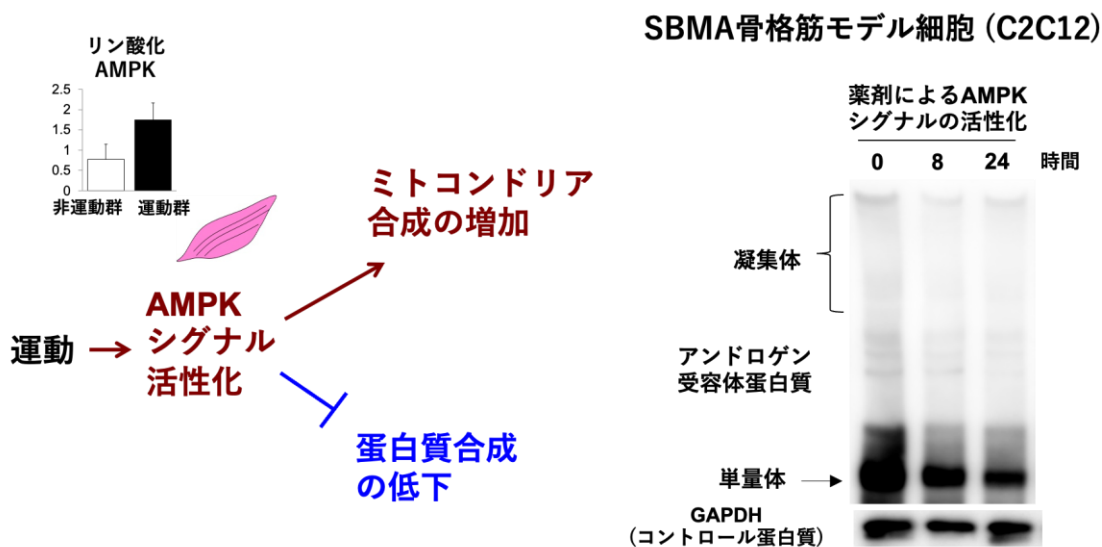 リン酸化
AMPK
2.5
2
1.5
1
0.5
0
非運動群 運動群
運動
AMPK
シグナル
活性化
ミトコンドリア
合成の増加
蛋白質合成
の低下
SBMA骨格筋モデル細胞 (C2C12)
薬剤によるAMPK
シグナルの活性化
0 8 24 時間
凝集体
アンドロゲン
受容体蛋白質
単量体
GAPDH
(コントロール蛋白質)